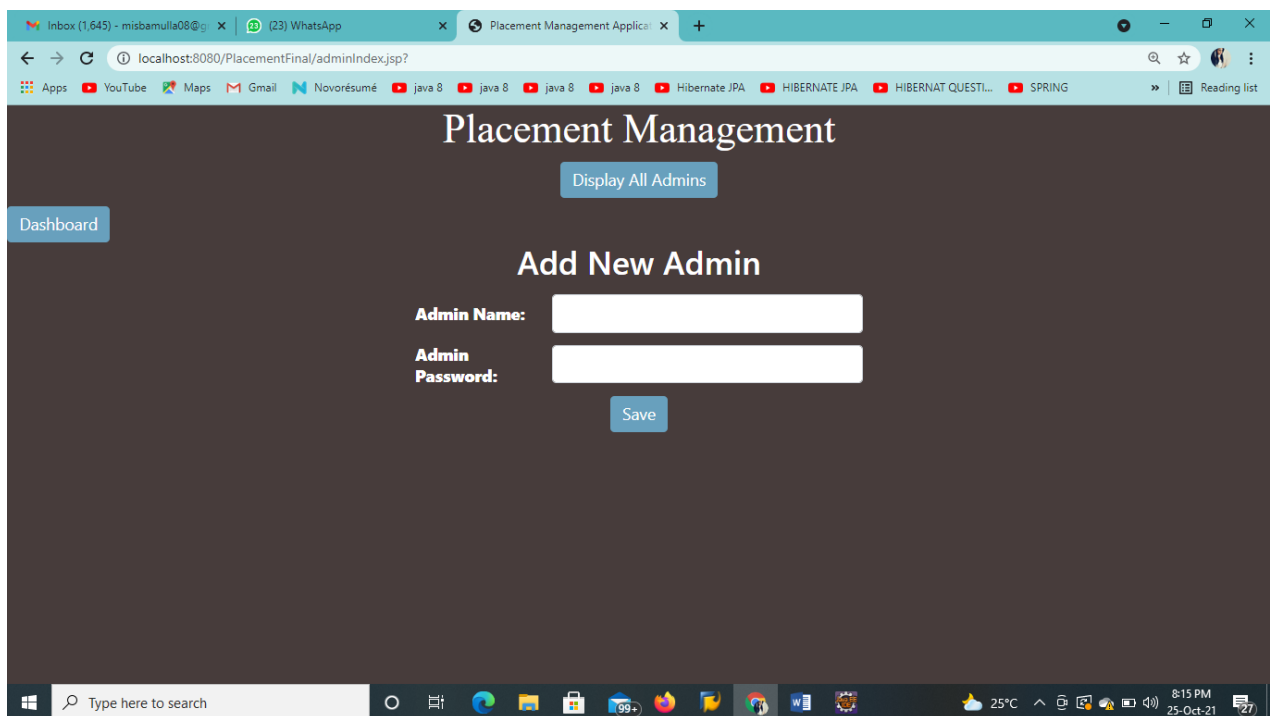 Inbox (1,645) - misbamulla08@g
(23) WhatsApp
Placement Management Applicat
localhost:8080/PlacementFinal/adminIndex.jsp?
Apps YouTube Maps Gmail Novorésumé java 8 java 8 java 8 java 8 Hibernate JPA HIBERNATE JPA HIBERNAT QUESTI... SPRING » Reading list
Placement Management
Display All Admins
Dashboard
Add New Admin
Admin Name:
Admin
Password:
Save
Type here to search
99+
25°C
8:15 PM
25-Oct-21
27